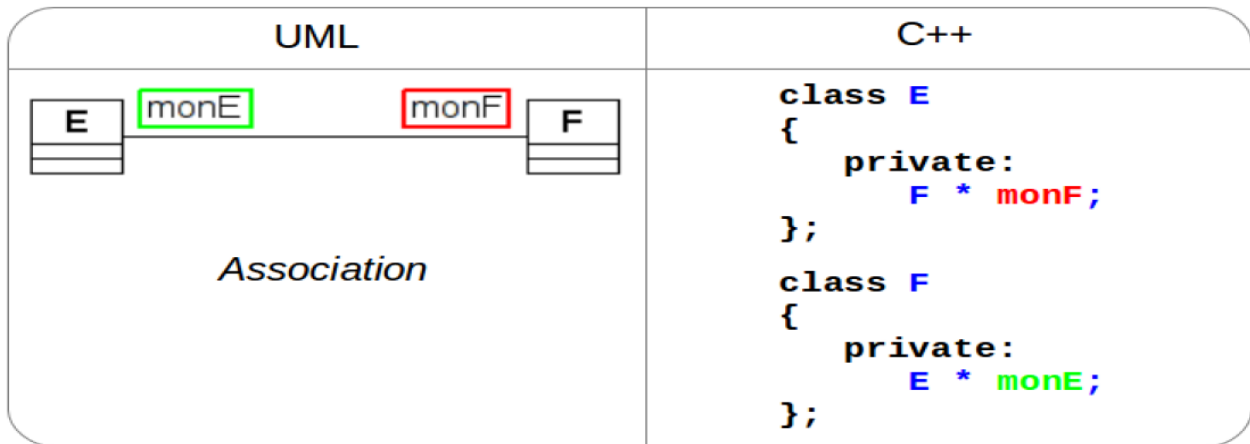 UML
C++
E
monE
monF
F
Association
class E
{
private:
F * monF;
};
class F
{
private:
E * monE;
};